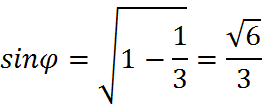 sinφ = √(1 − 1/3) = √6/3